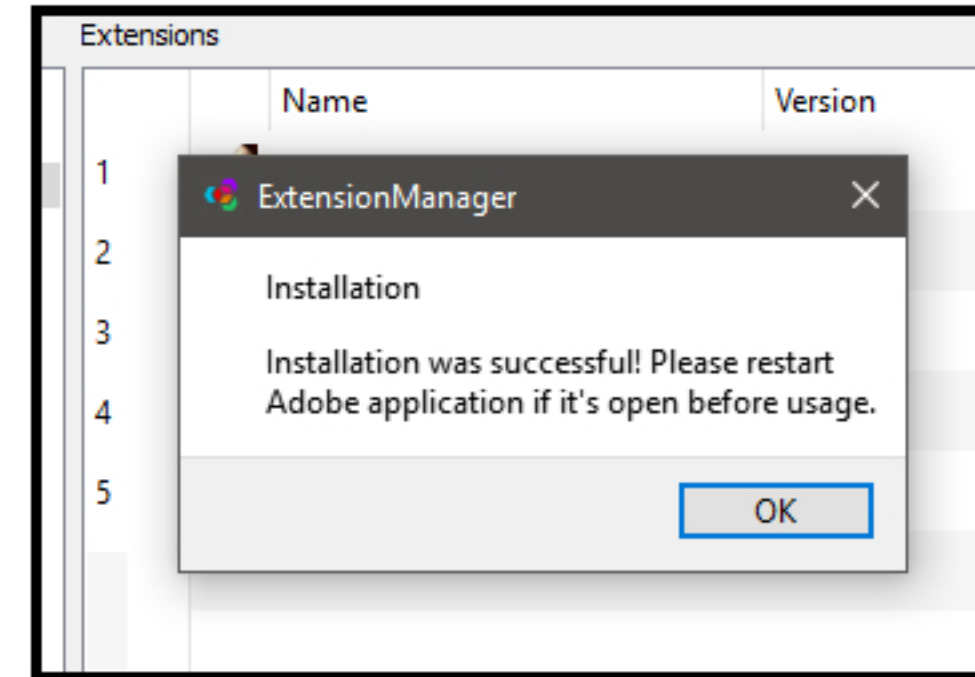 Extensions
Name Version
1
ExtensionManager
2
Installation
3
Installation was successful! Please restart
Adobe application if it's open before usage.
4
5
OK